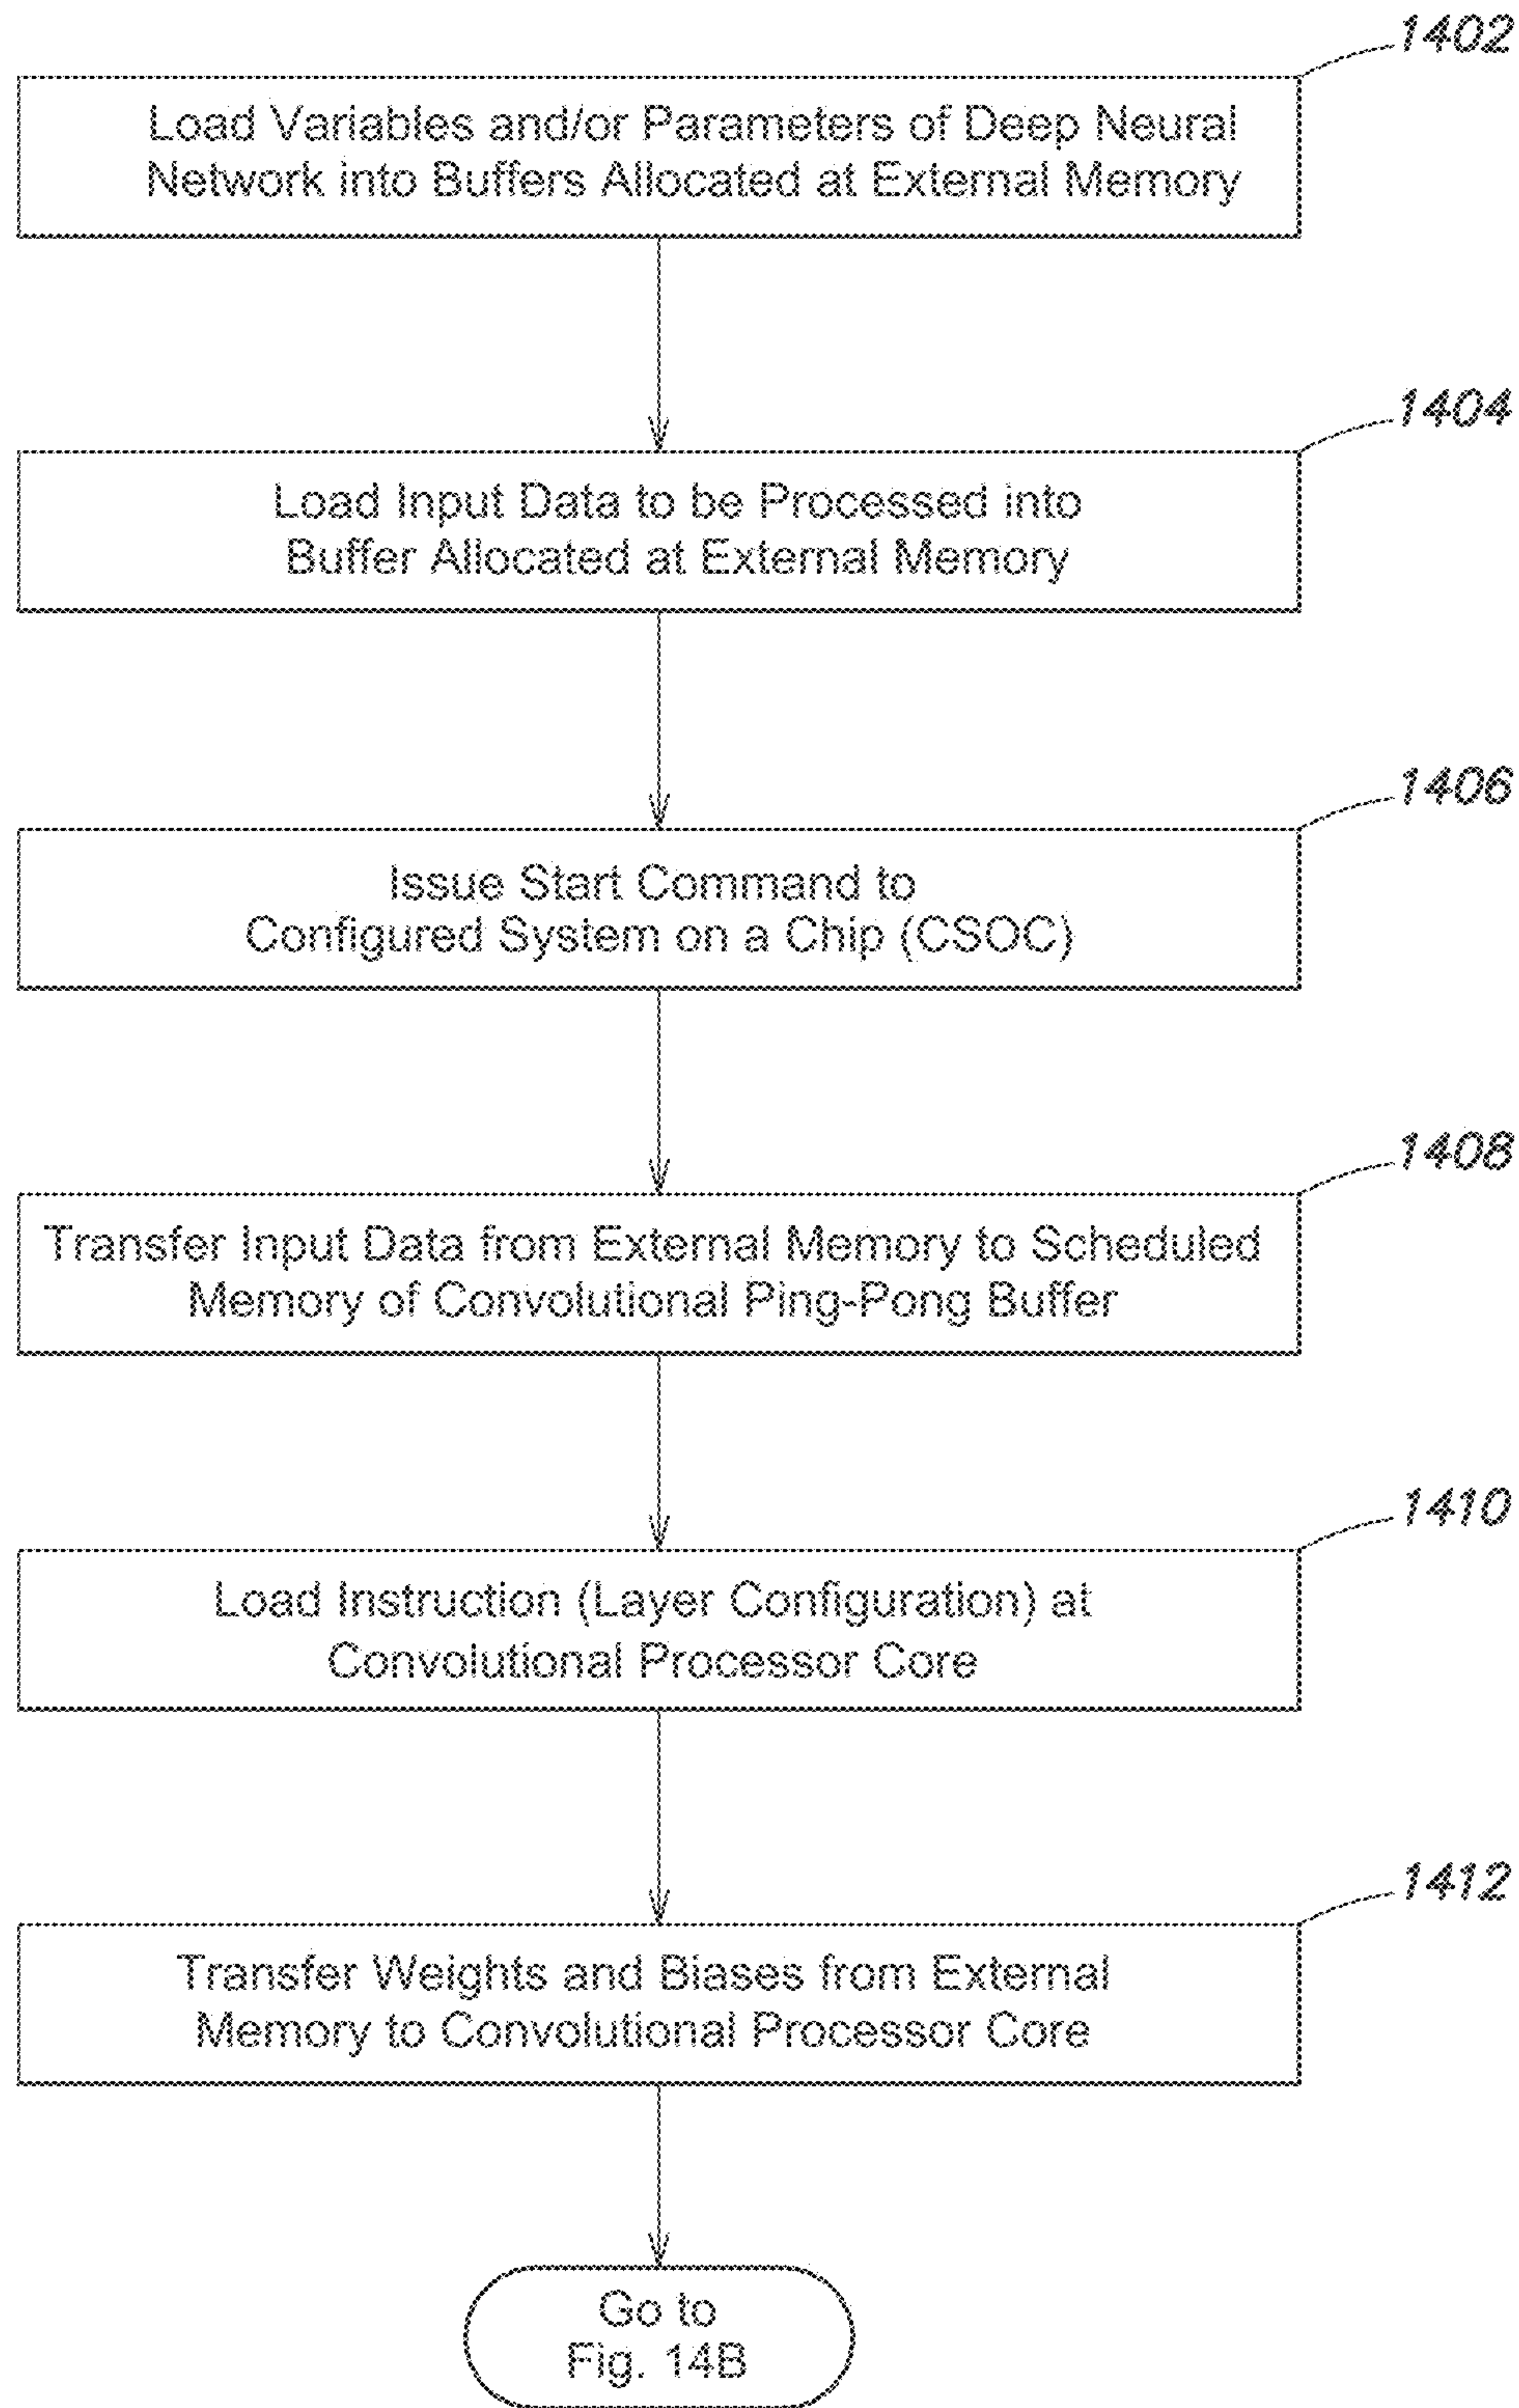 1402
Load Variables and/or Parameters of Deep Neural
Network into Buffers Allocated at External Memory
1404
Load Input Data to be Processed into
Buffer Allocated at External Memory
1406
Issue Start Command to
Configured System on a Chip (CSOC)
1408
Transfer Input Data from External Memory to Scheduled
Memory of Convolutional Ping-Pong Buffer
1410
Load Instruction (Layer Configuration) at
Convolutional Processor Core
1412
Transfer Weights and Biases from External
Memory to Convolutional Processor Core
Go to
Fig. 14B